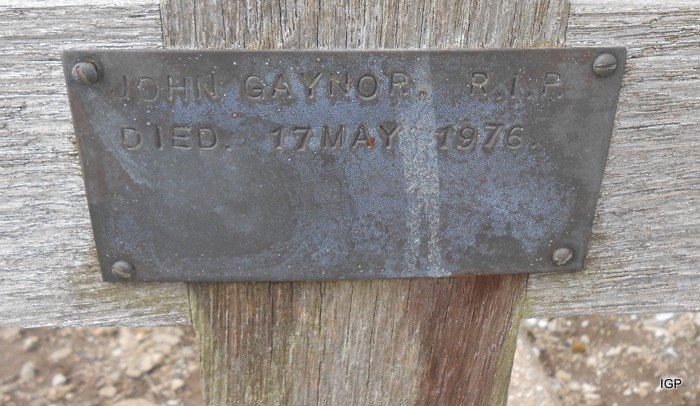 JOHN GAYNOR. R.I.P.
DIED. 17 MAY 1976.
IGP